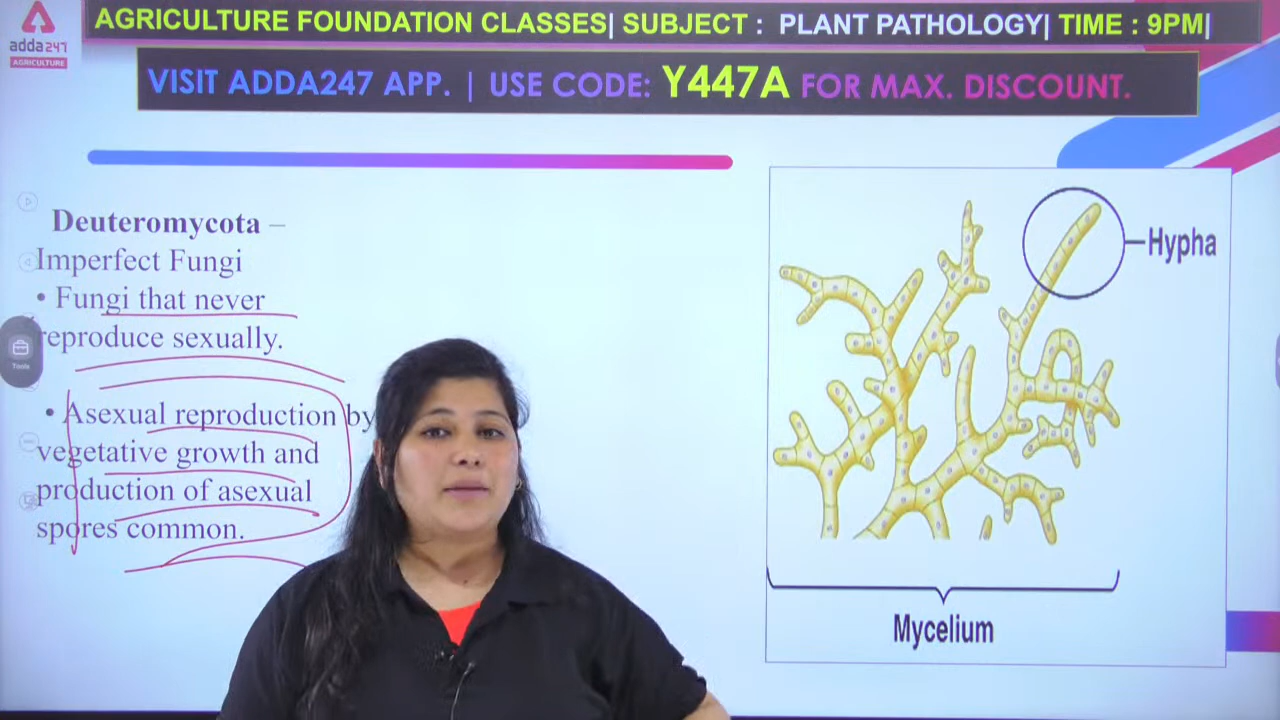 AGRICULTURE FOUNDATION CLASSES| SUBJECT : PLANT PATHOLOGY| TIME : 9PM|
adda247
AGRICULTURE
VISIT ADDA247 APP. | USE CODE: Y447A FOR MAX. DISCOUNT.
Deuteromycota –
Imperfect Fungi
• Fungi that never
reproduce sexually.
Tools
• Asexual reproduction by
vegetative growth and
production of asexual
spores common.
Hypha
Mycelium